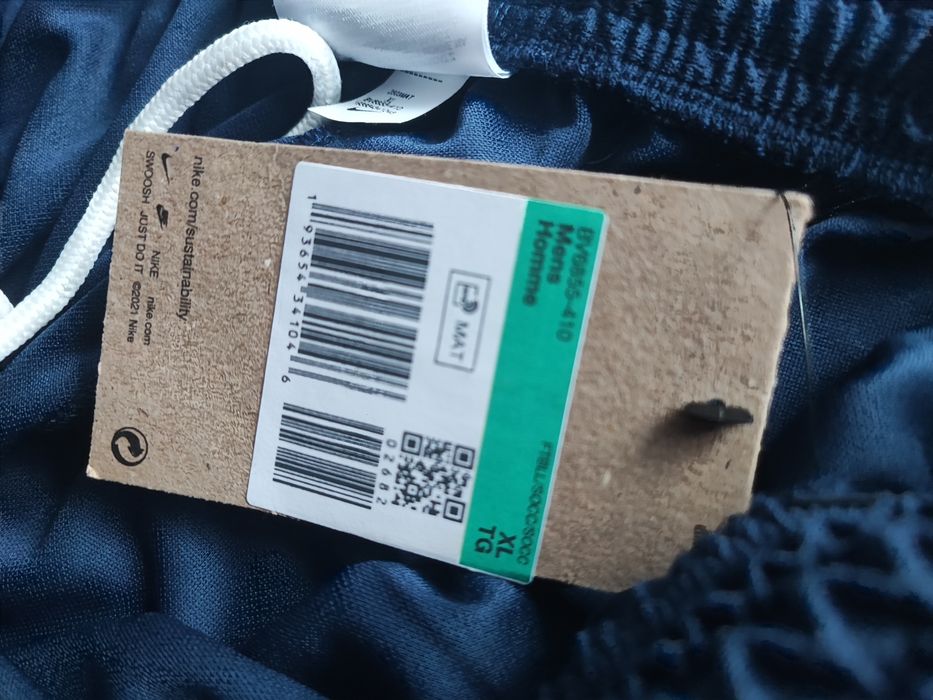 nike.com/sustainability
NIKE nike.com
SWOOSH JUST DO IT ©2021 Nike
BV6855-410
Mens
Homme
FTBLL/SOCC/SOCC
XL
TG
MAT
1 93654 34104 6
02682